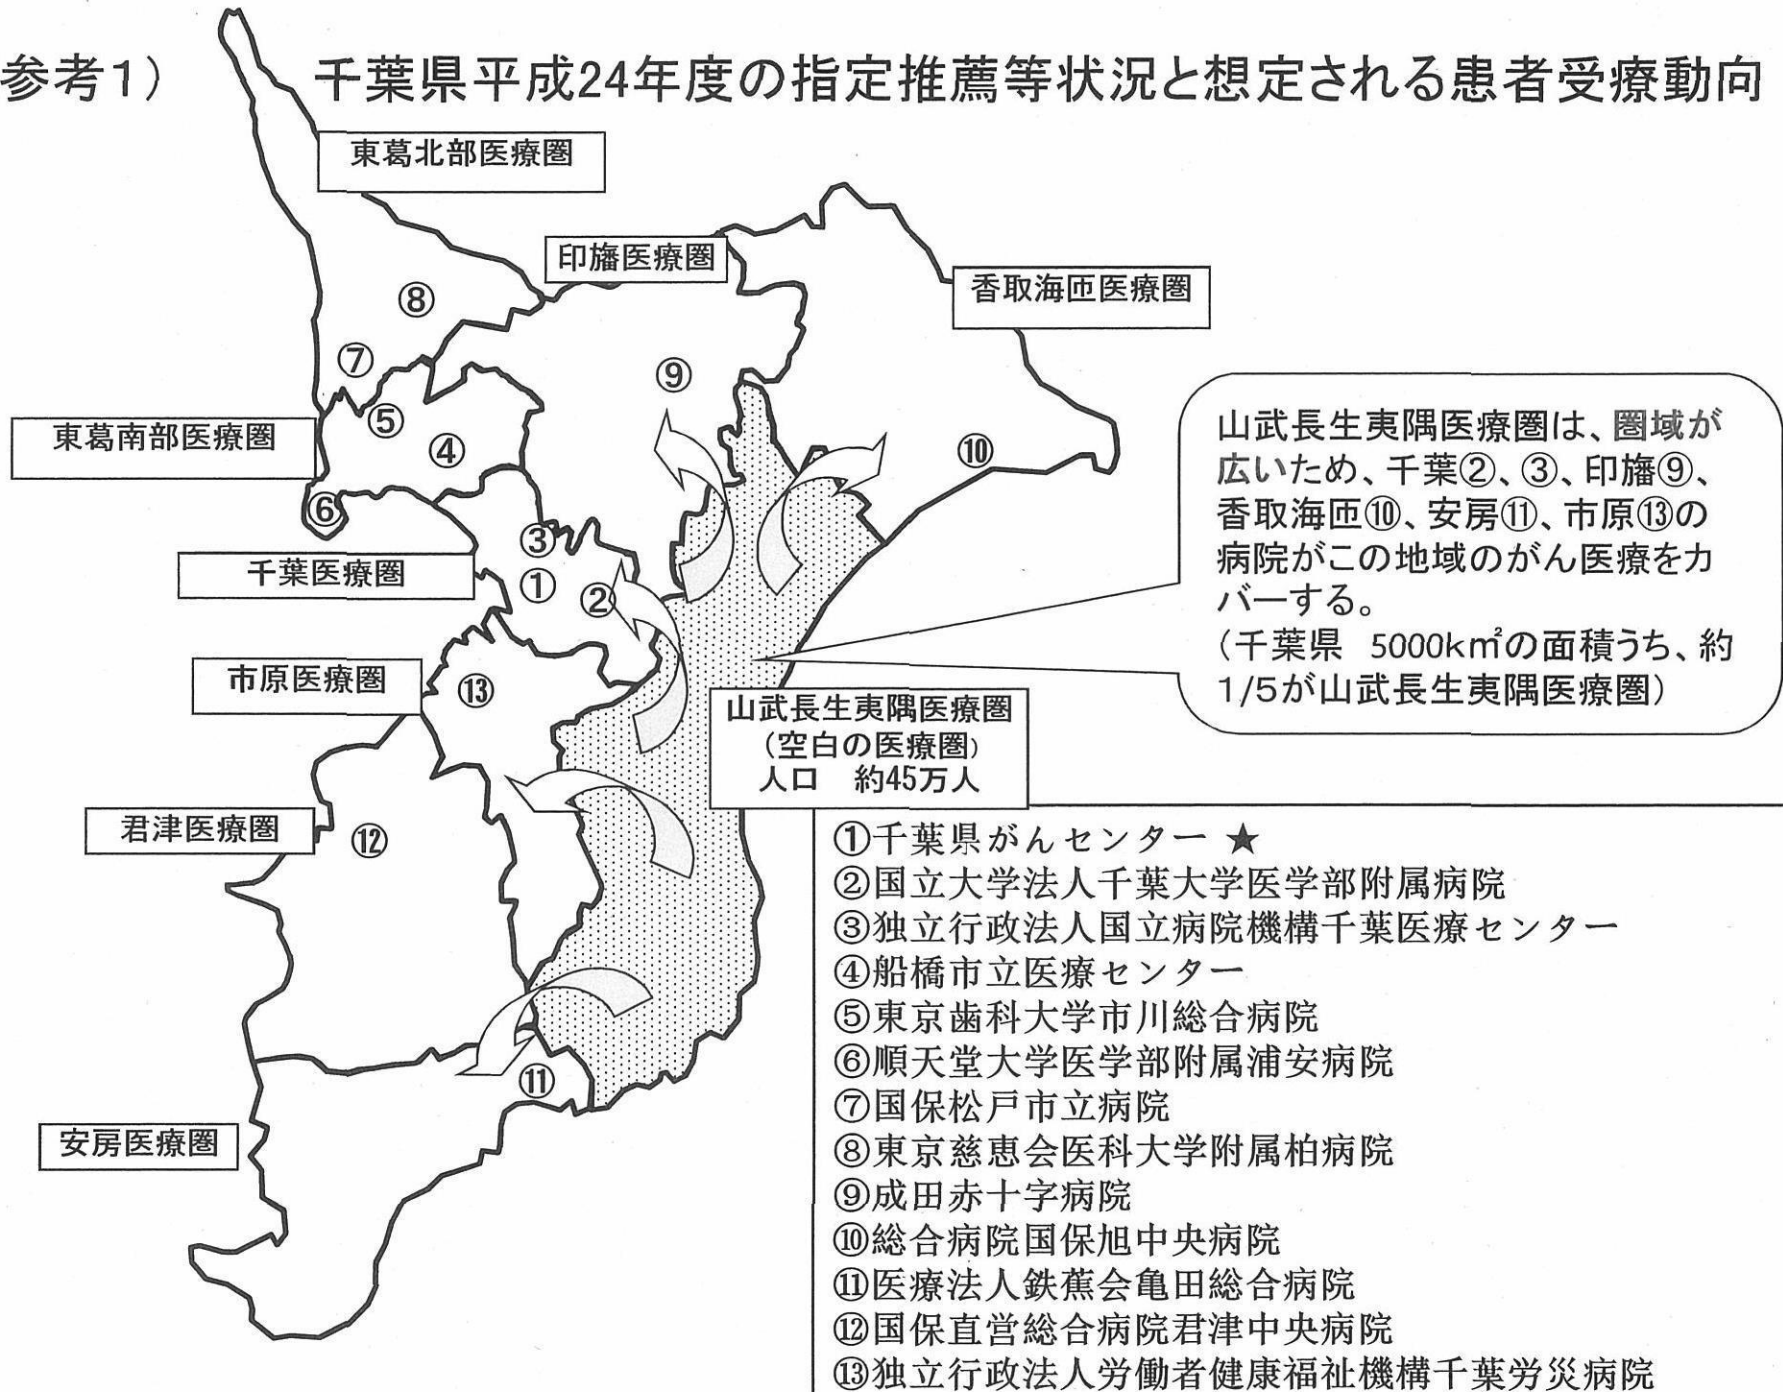 参考1)
千葉県平成24年度の指定推薦等状況と想定される患者受療動向
東葛北部医療圏
印旛医療圏
香取海匝医療圏
⑧
⑦
⑨
⑤
東葛南部医療圏
④
⑩
⑥
③
千葉医療圏
①
②
市原医療圏
⑬
山武長生夷隅医療圏は、圏域が
広いため、千葉②、③、印旛⑨、
香取海匝⑩、安房⑪、市原⑬の
病院がこの地域のがん医療をカ
バーする。
(千葉県 5000k㎡の面積うち、約
1/5が山武長生夷隅医療圏)
山武長生夷隅医療圏
(空白の医療圏)
人口 約45万人
君津医療圏
⑫
⑪
安房医療圏
①千葉県がんセンター ★
②国立大学法人千葉大学医学部附属病院
③独立行政法人国立病院機構千葉医療センター
④船橋市立医療センター
⑤東京歯科大学市川総合病院
⑥順天堂大学医学部附属浦安病院
⑦国保松戸市立病院
⑧東京慈恵会医科大学附属柏病院
⑨成田赤十字病院
⑩総合病院国保旭中央病院
⑪医療法人鉄蕉会亀田総合病院
⑫国保直営総合病院君津中央病院
⑬独立行政法人労働者健康福祉機構千葉労災病院